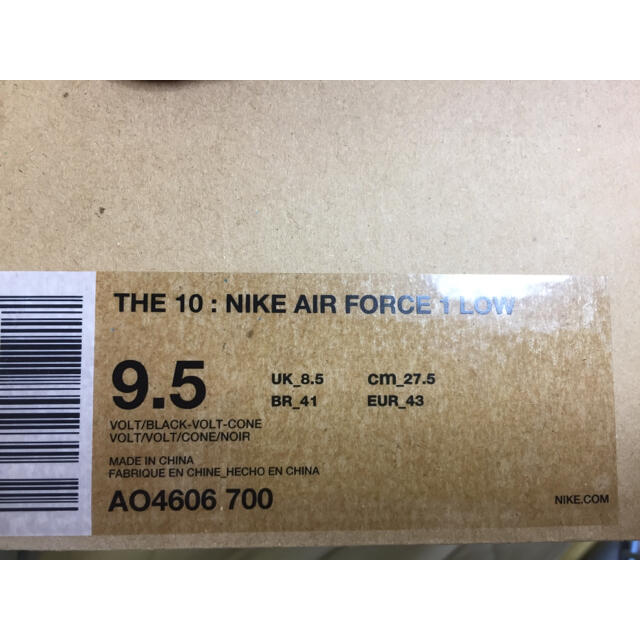 THE 10 : NIKE AIR FORCE 1 LOW
9.5
UK_8.5 cm_27.5
BR_41 EUR_43
VOLT/BLACK-VOLT-CONE
VOLT/VOLT/CONE/NOIR
MADE IN CHINA
FABRIQUE EN CHINE_HECHO EN CHINA
AO4606 700
NIKE.COM